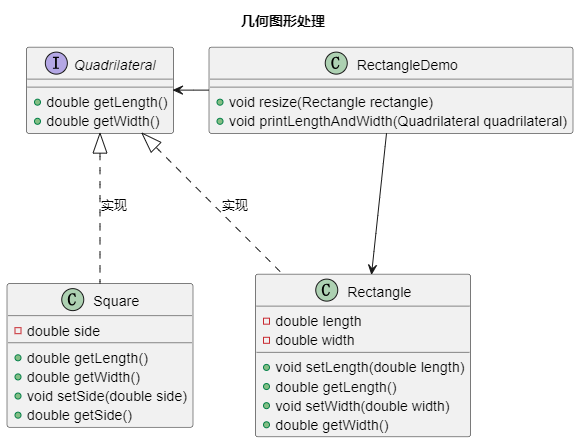 几何图形处理
I Quadrilateral
double getLength()
double getWidth()
C RectangleDemo
void resize(Rectangle rectangle)
void printLengthAndWidth(Quadrilateral quadrilateral)
实现
实现
C Square
double side
double getLength()
double getWidth()
void setSide(double side)
double getSide()
C Rectangle
double length
double width
void setLength(double length)
double getLength()
void setWidth(double width)
double getWidth()